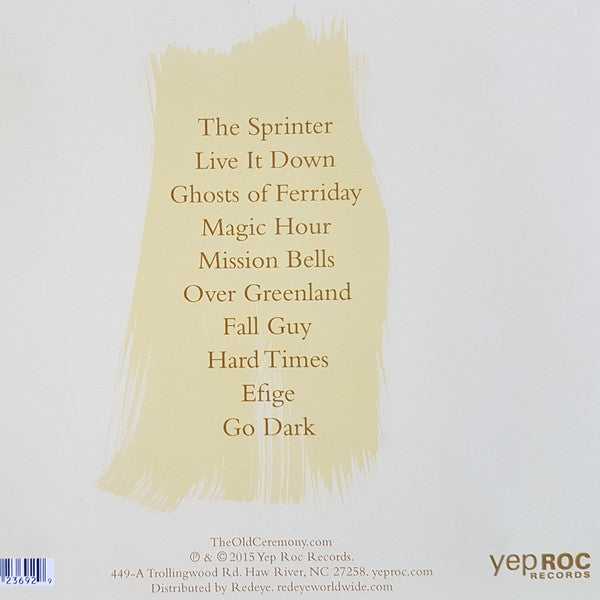 The Sprinter
Live It Down
Ghosts of Ferriday
Magic Hour
Mission Bells
Over Greenland
Fall Guy
Hard Times
Efige
Go Dark
TheOldCeremony.com
℗ & © 2015 Yep Roc Records.
449-A Trollingwood Rd. Haw River, NC 27258. yeproc.com
Distributed by Redeye. redeyeworldwide.com
yepROC
RECORDS
23692 9